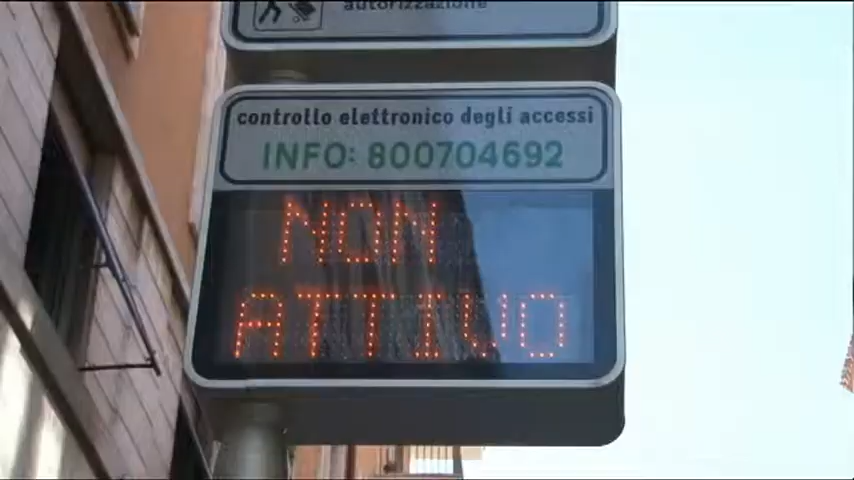 autorizzazione
controllo elettronico degli accessi
INFO: 800704692
NON
ATTIVO